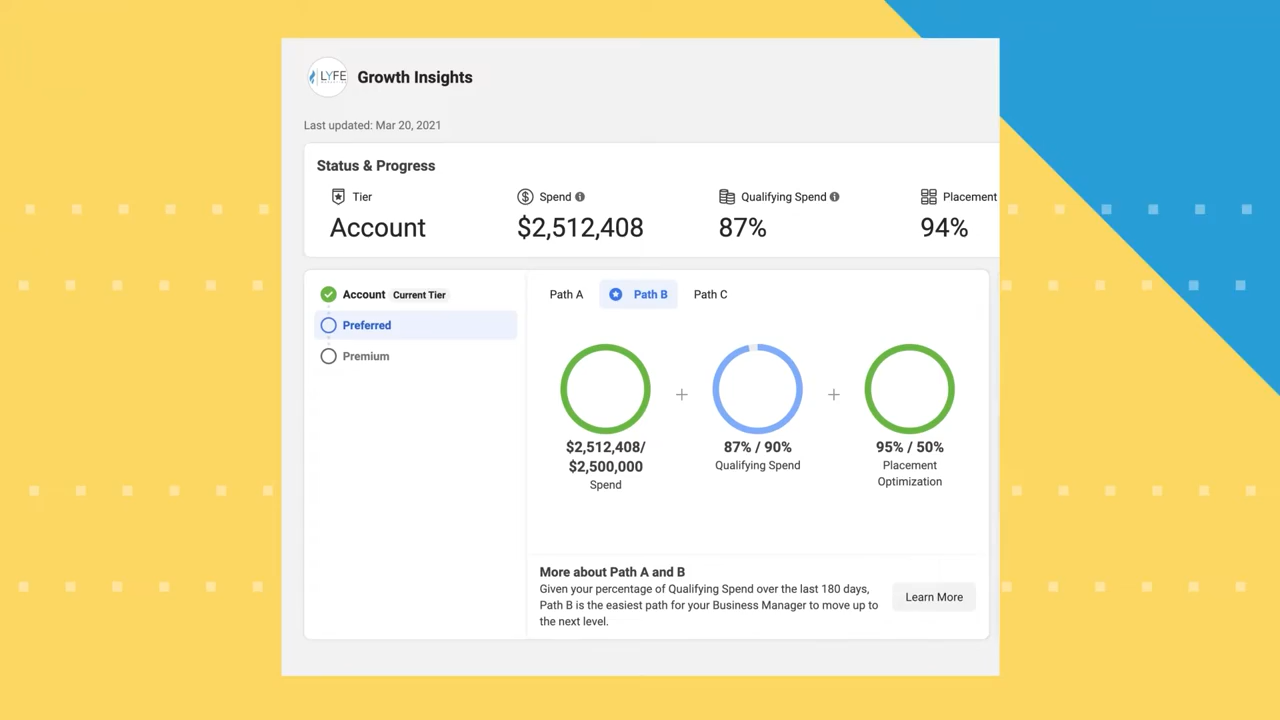 LYFE
Growth Insights
Last updated: Mar 20, 2021
Status & Progress
Tier
Spend
Qualifying Spend
Placement
Account
$2,512,408
87%
94%
Account Current Tier
Preferred
Premium
Path A
Path B
Path C
$2,512,408/
$2,500,000
Spend
87% / 90%
Qualifying Spend
95% / 50%
Placement
Optimization
More about Path A and B
Given your percentage of Qualifying Spend over the last 180 days,
Path B is the easiest path for your Business Manager to move up to
the next level.
Learn More